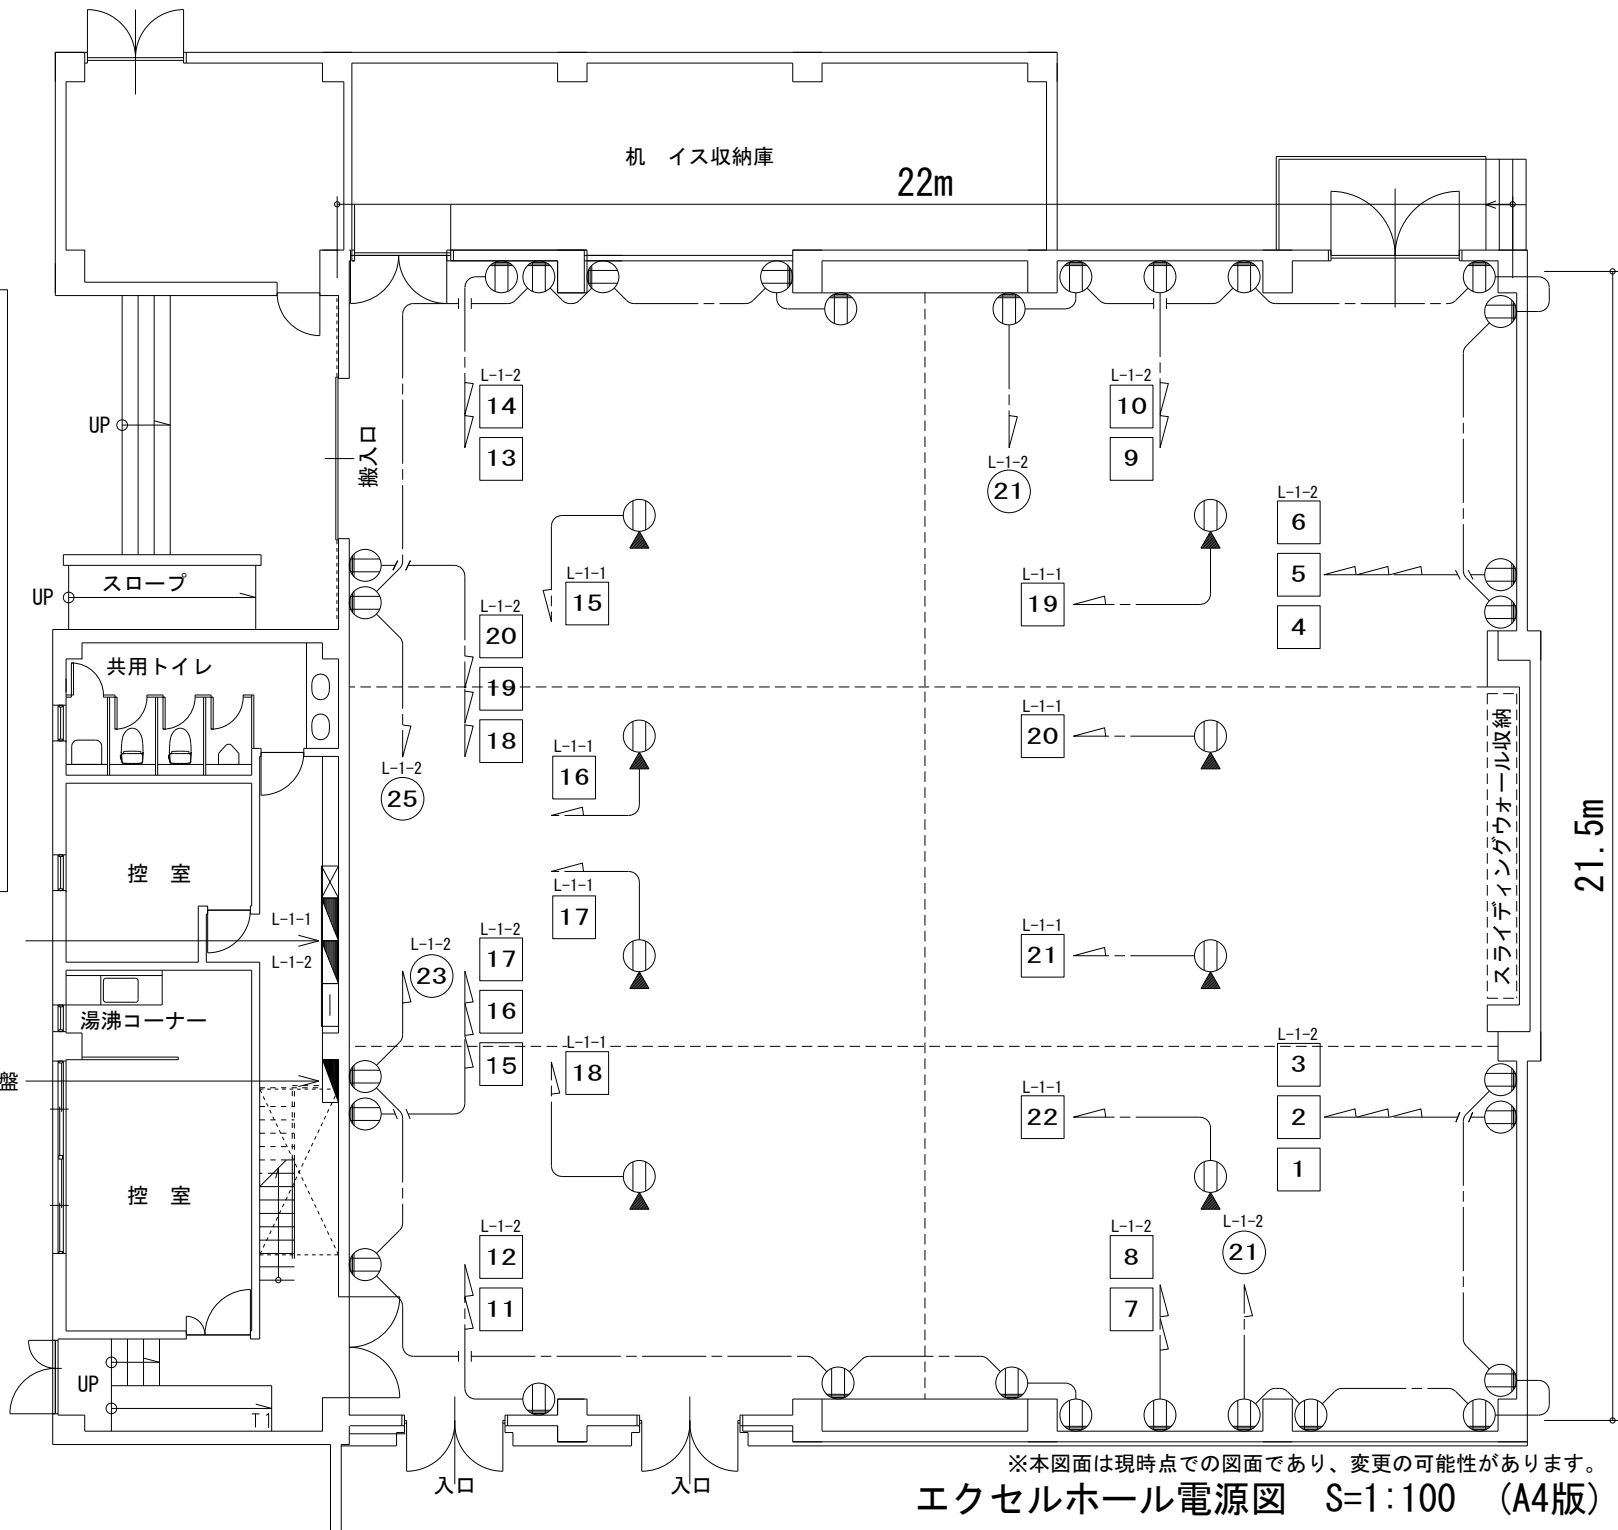 机　イス収納庫
22m
L-1-2
14
13
L-1-2
10
9
搬入口
UP
L-1-2
21
L-1-2
6
5
4
UP
スロープ
L-1-1
15
L-1-1
19
L-1-2
20
19
18
共用トイレ
L-1-1
16
L-1-1
20
スライディングウォール収納
21.5m
L-1-2
25
控　室
L-1-1
17
L-1-1
L-1-2
L-1-2
23
L-1-2
17
16
15
L-1-1
21
湯沸コーナー
盤
L-1-1
18
L-1-2
3
2
1
L-1-1
22
控　室
L-1-2
12
11
L-1-2
8
7
L-1-2
21
UP
T1
入口
入口
※本図面は現時点での図面であり、変更の可能性があります。
エクセルホール電源図　S=1:100　(A4版)